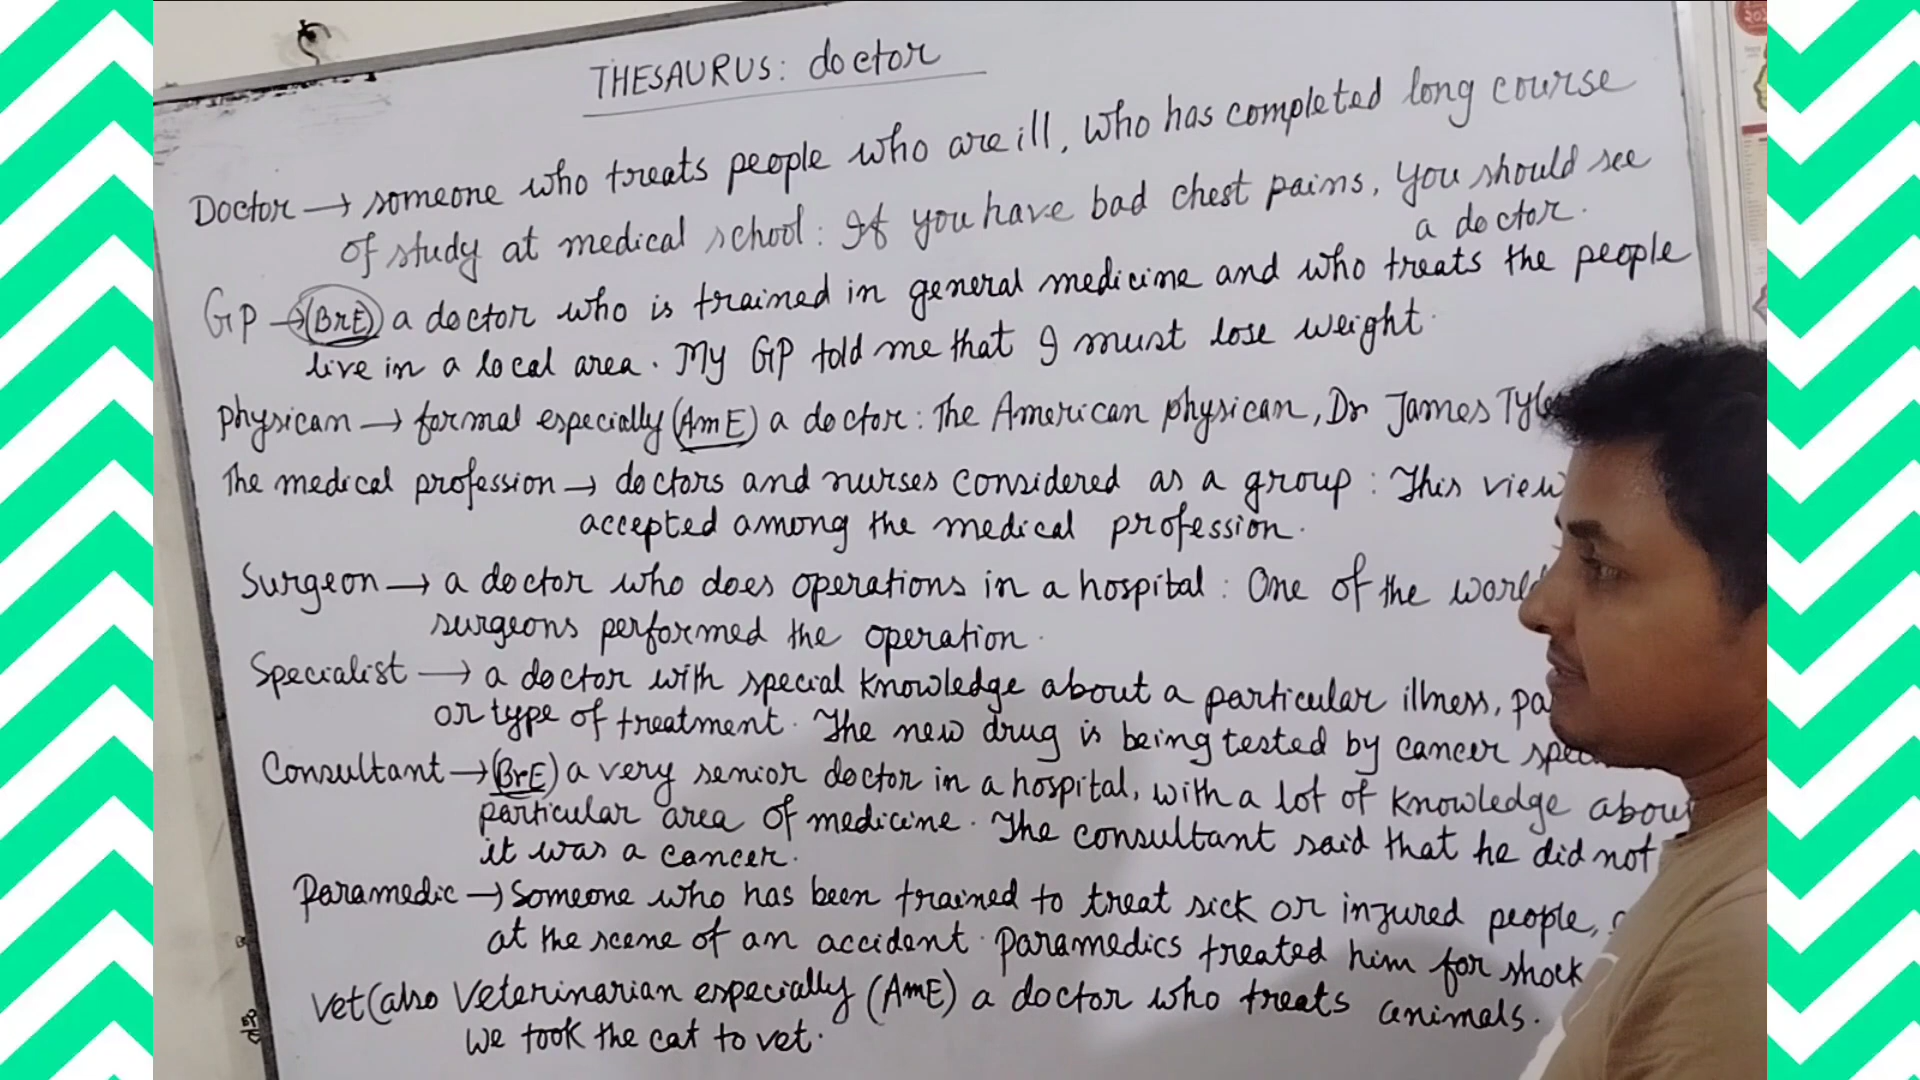 THESAURUS: doctor
Doctor → someone who treats people who are ill, who has completed long course
of study at medical school: If you have bad chest pains, you should see
a doctor.
GP → (BrE) a doctor who is trained in general medicine and who treats the people
live in a local area. My GP told me that I must lose weight.
Physican → formal especially (AmE) a doctor: The American physican, Dr James
The medical profession → doctors and nurses considered as a group: This view
accepted among the medical profession.
Surgeon → a doctor who does operations in a hospital: One of the
surgeons performed the operation.
Specialist → a doctor with special knowledge about a particular illness,
or type of treatment. The new drug is being tested by cancer
Consultant → (BrE) a very senior doctor in a hospital, with a lot of knowledge about
particular area of medicine. The consultant said that he did not
it was a cancer.
Paramedic → Someone who has been trained to treat sick or injured people,
at the scene of an accident. Paramedics treated him for shock
Vet (also Veterinarian especially (AmE) a doctor who treats animals.
We took the cat to vet.